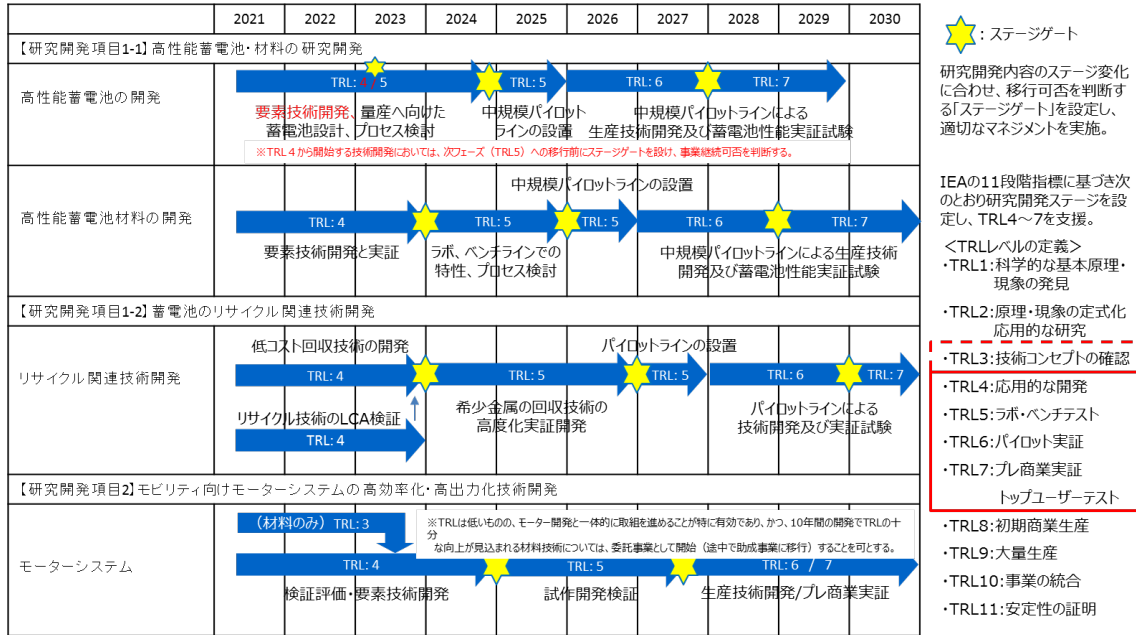 2021 2022 2023 2024 2025 2026 2027 2028 2029 2030
【研究開発項目1-1】高性能蓄電池・材料の研究開発
高性能蓄電池の開発
TRL: 4/5 TRL: 5 TRL: 6 TRL: 7
要素技術開発、量産へ向けた
蓄電池設計、プロセス検討
中規模パイロット
ラインの設置
中規模パイロットラインによる
生産技術開発及び蓄電池性能実証試験
※TRL4から開始する技術開発においては、次フェーズ（TRL5）への移行前にステージゲートを設け、事業継続可否を判断する。
中規模パイロットラインの設置
高性能蓄電池材料の開発
TRL: 4 TRL: 5 TRL: 5 TRL: 6 TRL: 7
要素技術開発と実証
ラボ、ベンチラインでの
特性、プロセス検討
中規模パイロットラインによる生産技術
開発及び蓄電池性能実証試験
【研究開発項目1-2】蓄電池のリサイクル関連技術開発
低コスト回収技術の開発
パイロットラインの設置
リサイクル関連技術開発
TRL: 4 TRL: 5 TRL: 5 TRL: 6 TRL: 7
リサイクル技術のLCA検証
TRL: 4
希少金属の回収技術の
高度化実証開発
パイロットラインによる
技術開発及び実証試験
【研究開発項目2】モビリティ向けモーターシステムの高効率化・高出力化技術開発
（材料のみ）TRL: 3
※TRLは低いものの、モーター開発と一体的に取組を進めることが特に有効であり、かつ、10年間の開発でTRLの十
分
な向上が見込まれる材料技術については、委託事業として開始（途中で助成事業に移行）することを可とする。
モーターシステム
TRL: 4 TRL: 5 TRL: 6 / 7
検証評価・要素技術開発
試作開発検証
生産技術開発/プレ商業実証
：ステージゲート
研究開発内容のステージ変化
に合わせ、移行可否を判断す
る「ステージゲート」を設定し、
適切なマネジメントを実施。
IEAの11段階指標に基づき次
のとおり研究開発ステージを設
定し、TRL4～7を支援。
＜TRLレベルの定義＞
・TRL1:科学的な基本原理・
現象の発見
・TRL2:原理・現象の定式化
応用的な研究
・TRL3:技術コンセプトの確認
・TRL4:応用的な開発
・TRL5:ラボ・ベンチテスト
・TRL6:パイロット実証
・TRL7:プレ商業実証
トップユーザーテスト
・TRL8:初期商業生産
・TRL9:大量生産
・TRL10:事業の統合
・TRL11:安定性の証明